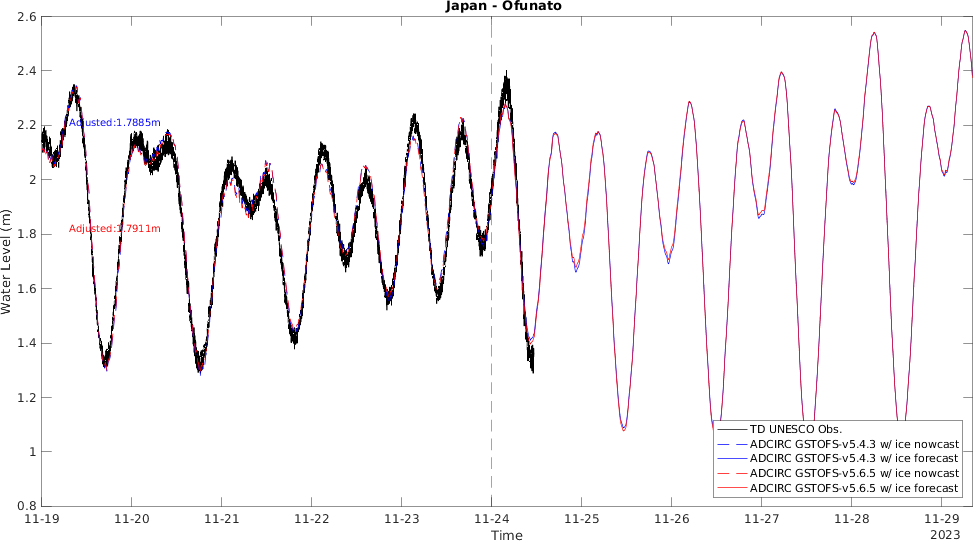 Japan - Ofunato
2.6
2.4
2.2
2
1.8
1.6
1.4
1.2
1
0.8
Water Level (m)
Adjusted:1.7885m
Adjusted:1.7911m
TD UNESCO Obs.
ADCIRC GSTOFS-v5.4.3 w/ ice nowcast
ADCIRC GSTOFS-v5.4.3 w/ ice forecast
ADCIRC GSTOFS-v5.6.5 w/ ice nowcast
ADCIRC GSTOFS-v5.6.5 w/ ice forecast
11-19 11-20 11-21 11-22 11-23 11-24 11-25 11-26 11-27 11-28 11-29
Time
2023